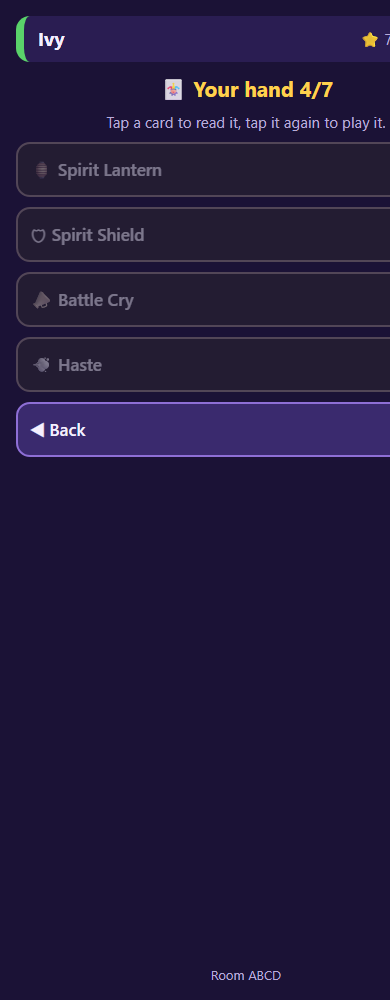 Ivy ⭐ 7
🃏 Your hand 4/7
Tap a card to read it, tap it again to play it.
Spirit Lantern
Spirit Shield
Battle Cry
Haste
◀ Back
Room ABCD